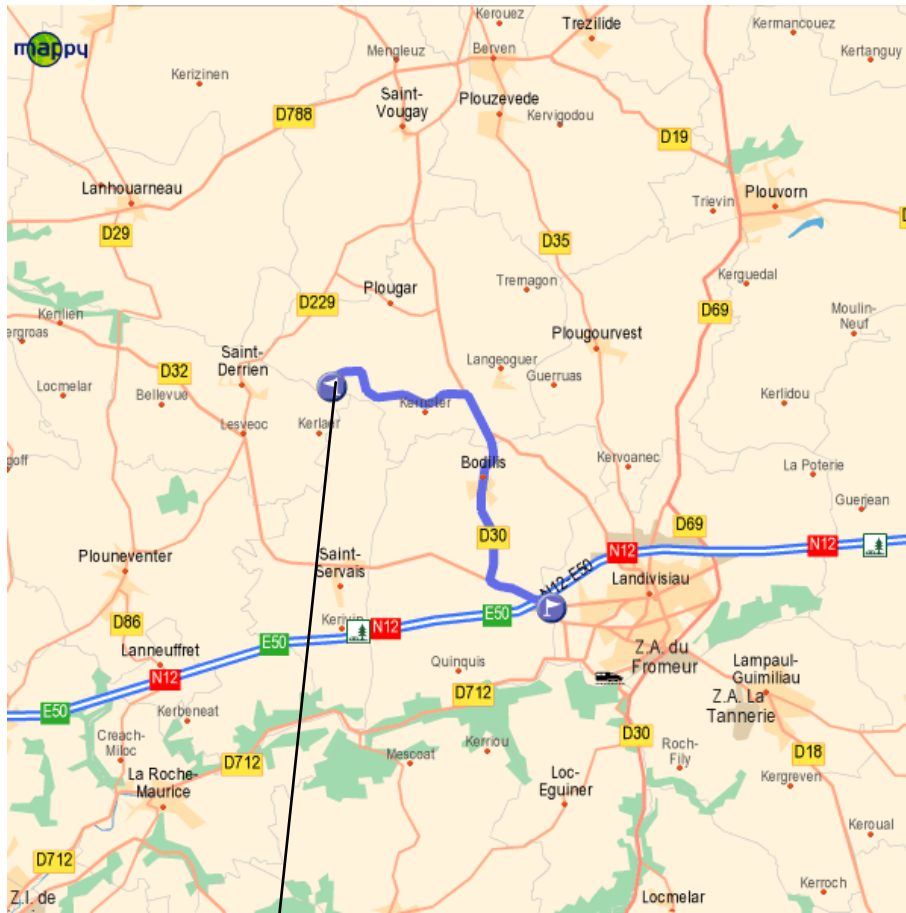 Kerouez
Trezilide
Kermancouez
mappy
Mengleuz
Berven
Kertanguy
Kerizinen
Saint-
Vougay
Plouzevede
D788
Kervigodou
D19
Lanhouarneau
Trievin
Plouvorn
D29
D35
Plougar
Tremagon
Kerguedal
D229
D69
Kenlien
ergroas
Moulin-
Neuf
Saint-
Derrien
Plougourvest
D32
Langeoguer
Guerruas
Locmelar
Bellevue
Kerlidou
Lesveoc
Kerlaer
Kervoanec
Bodilis
La Poterie
Guerjean
D69
D30
N12
N12
Plouneventer
Saint-
Servais
N12-E50
Landivisiau
D86
Kerivin
N12
E50
E50
Lanneuffret
Z.A. du
Fromeur
N12
Quinquis
D712
Lampaul-
Guimiliau
Z.A. La
Tannerie
E50
Kerbeneat
Creach-
Miloc
D712
Mescoat
Kerriou
D30
Roch-
Fily
D18
La Roche-
Maurice
Loc-
Eguiner
Kergreven
Keroual
D712
Z.I. de
Locmelar
Kerroch